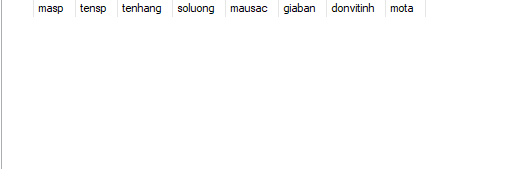 masp tensp tenhang soluong mausac giaban donvitinh mota